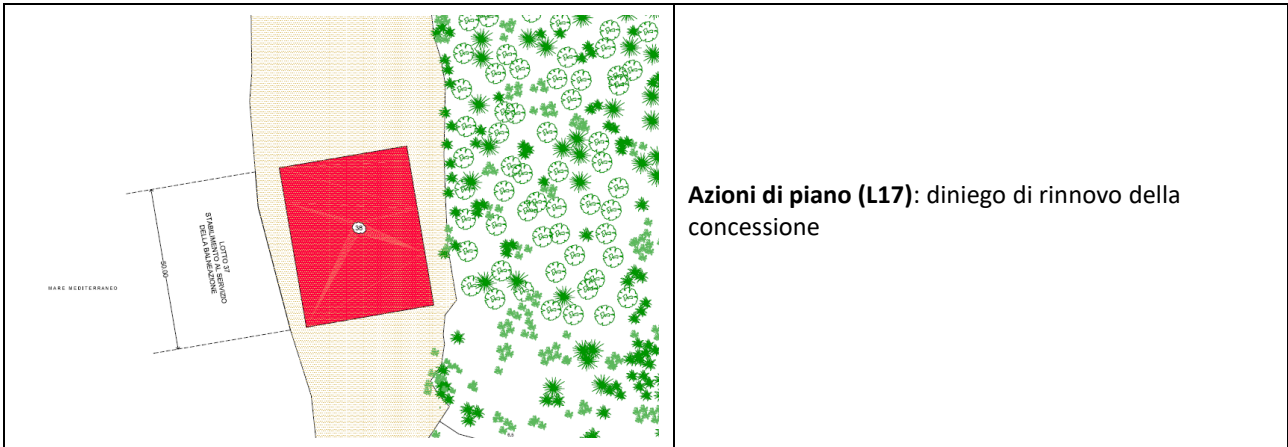 LOTTO 37
STABILIMENTO AL SERVIZIO
DELLA BALNEAZIONE
50.00
MARE MEDITERRANEO
38
Azioni di piano (L17): diniego di rinnovo della
concessione